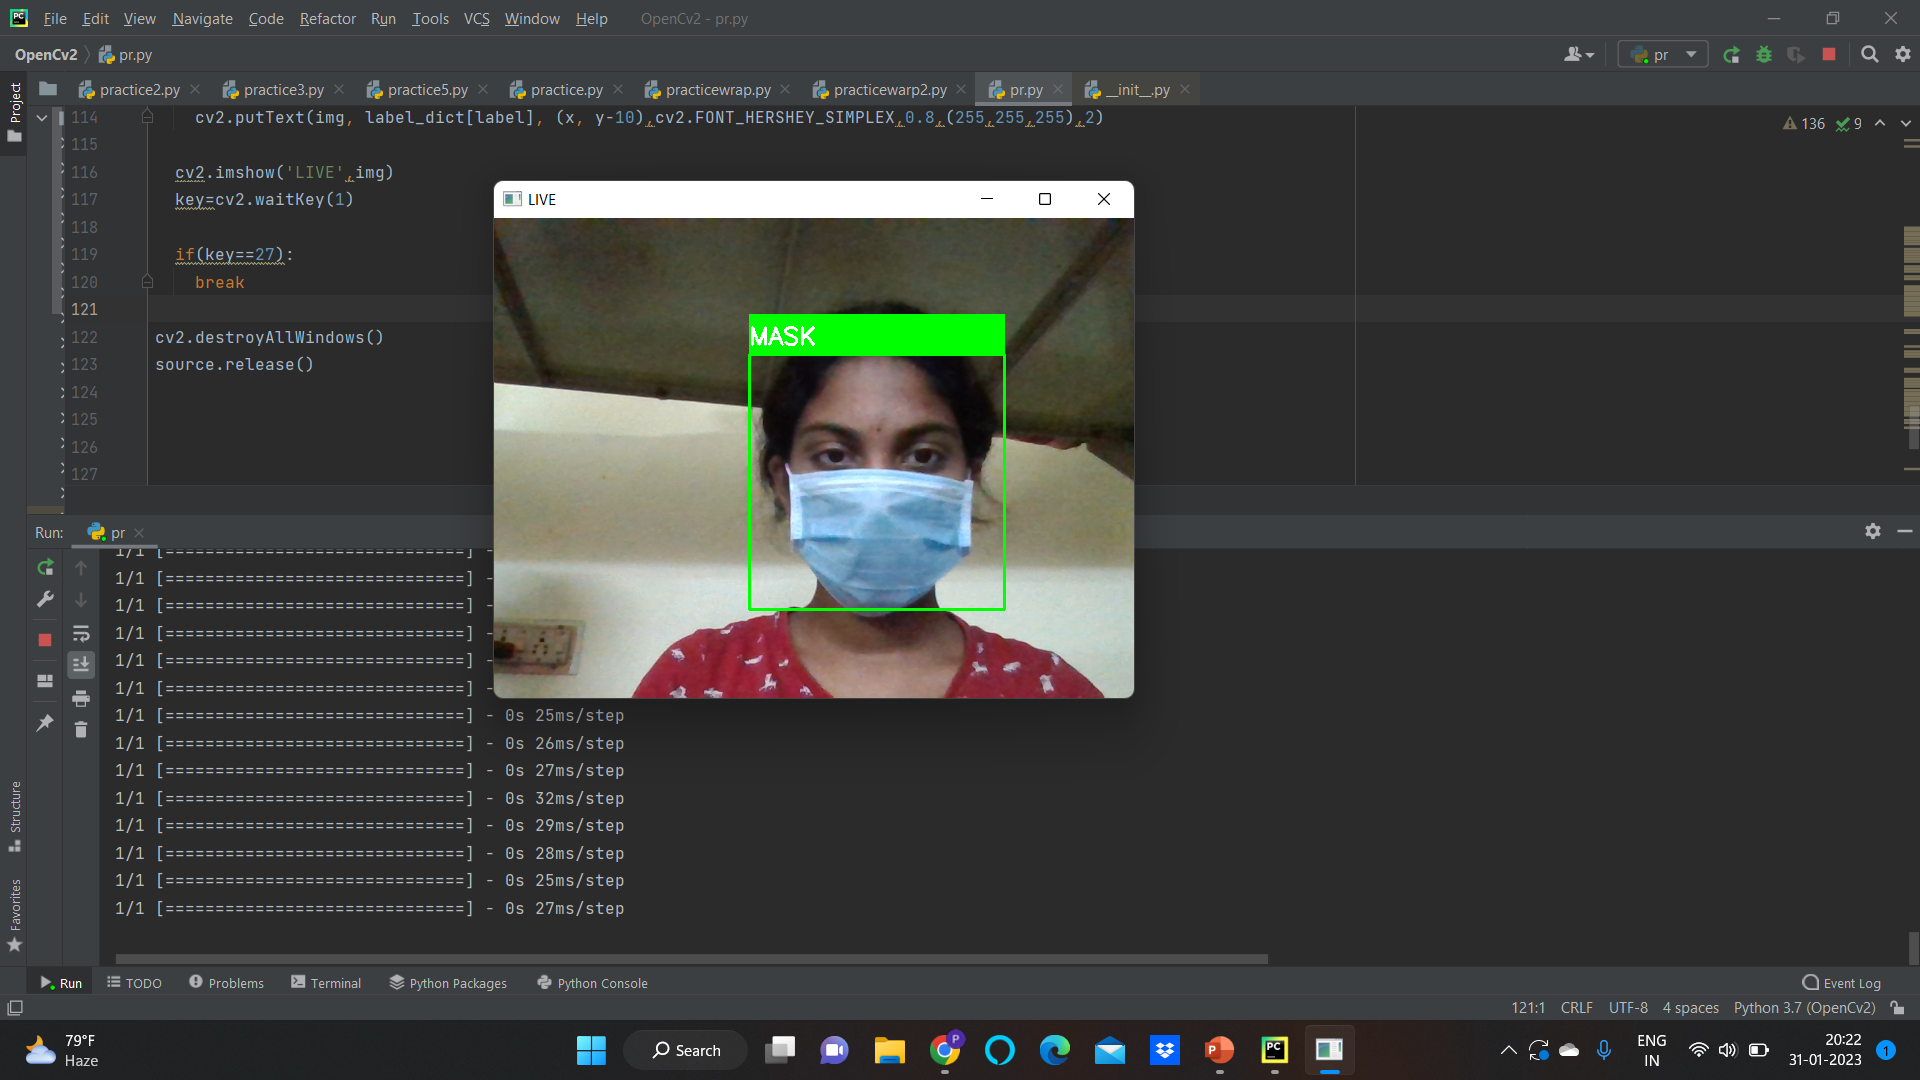 File Edit View Navigate Code Refactor Run Tools VCS Window Help OpenCv2 - pr.py
OpenCv2 pr.py pr
Project practice2.py practice3.py practice5.py practice.py practicewrap.py practicewarp2.py pr.py __init__.py
114 cv2.putText(img, label_dict[label], (x, y-10),cv2.FONT_HERSHEY_SIMPLEX,0.8,(255,255,255),2) 136 9
115
116 cv2.imshow('LIVE',img)
117 key=cv2.waitKey(1)
118
119 if(key==27):
120 break
121
122 cv2.destroyAllWindows()
123 source.release()
124
125
126
127
LIVE
MASK
Run: pr
1/1 [==============================] -
1/1 [==============================] -
1/1 [==============================] -
1/1 [==============================] -
1/1 [==============================] -
1/1 [==============================] -
1/1 [==============================] - 0s 25ms/step
1/1 [==============================] - 0s 26ms/step
1/1 [==============================] - 0s 27ms/step
1/1 [==============================] - 0s 32ms/step
1/1 [==============================] - 0s 29ms/step
1/1 [==============================] - 0s 28ms/step
1/1 [==============================] - 0s 25ms/step
1/1 [==============================] - 0s 27ms/step
Structure
Favorites
Run TODO Problems Terminal Python Packages Python Console Event Log
121:1 CRLF UTF-8 4 spaces Python 3.7 (OpenCv2)
79°F
Haze
Search
P
P
PC
ENG
IN
20:22
31-01-2023
1